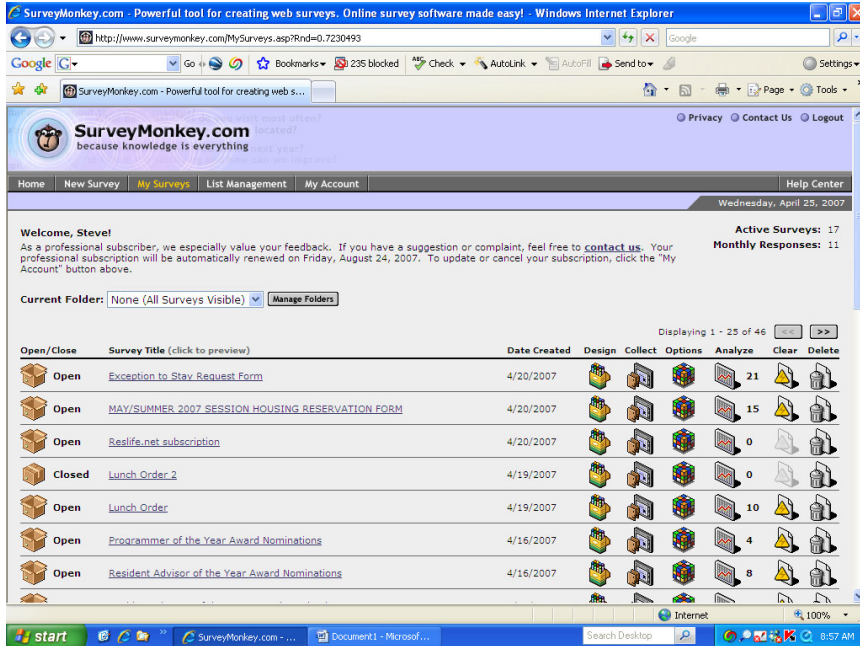 SurveyMonkey.com - Powerful tool for creating web surveys. Online survey software made easy! - Windows Internet Explorer
http://www.surveymonkey.com/MySurveys.asp?Rnd=0.7230493
Google
Google G Go Bookmarks 235 blocked ABC Check AutoLink AutoFill Send to Settings
SurveyMonkey.com - Powerful tool for creating web s... Page Tools
SurveyMonkey.com
because knowledge is everything
Privacy Contact Us Logout
Home New Survey My Surveys List Management My Account Help Center
Wednesday, April 25, 2007
Welcome, Steve!
As a professional subscriber, we especially value your feedback. If you have a suggestion or complaint, feel free to contact us. Your
professional subscription will be automatically renewed on Friday, August 24, 2007. To update or cancel your subscription, click the "My
Account" button above.
Active Surveys: 17
Monthly Responses: 11
Current Folder: None (All Surveys Visible) Manage Folders
Displaying 1 - 25 of 46 << >>
Open/Close Survey Title (click to preview) Date Created Design Collect Options Analyze Clear Delete
Open Exception to Stay Request Form 4/20/2007 21
Open MAY/SUMMER 2007 SESSION HOUSING RESERVATION FORM 4/20/2007 15
Open Reslife.net subscription 4/20/2007 0
Closed Lunch Order 2 4/19/2007 0
Open Lunch Order 4/19/2007 10
Open Programmer of the Year Award Nominations 4/16/2007 4
Open Resident Advisor of the Year Award Nominations 4/16/2007 8
Internet 100%
start SurveyMonkey.com - ... Document1 - Microsof... Search Desktop 8:57 AM